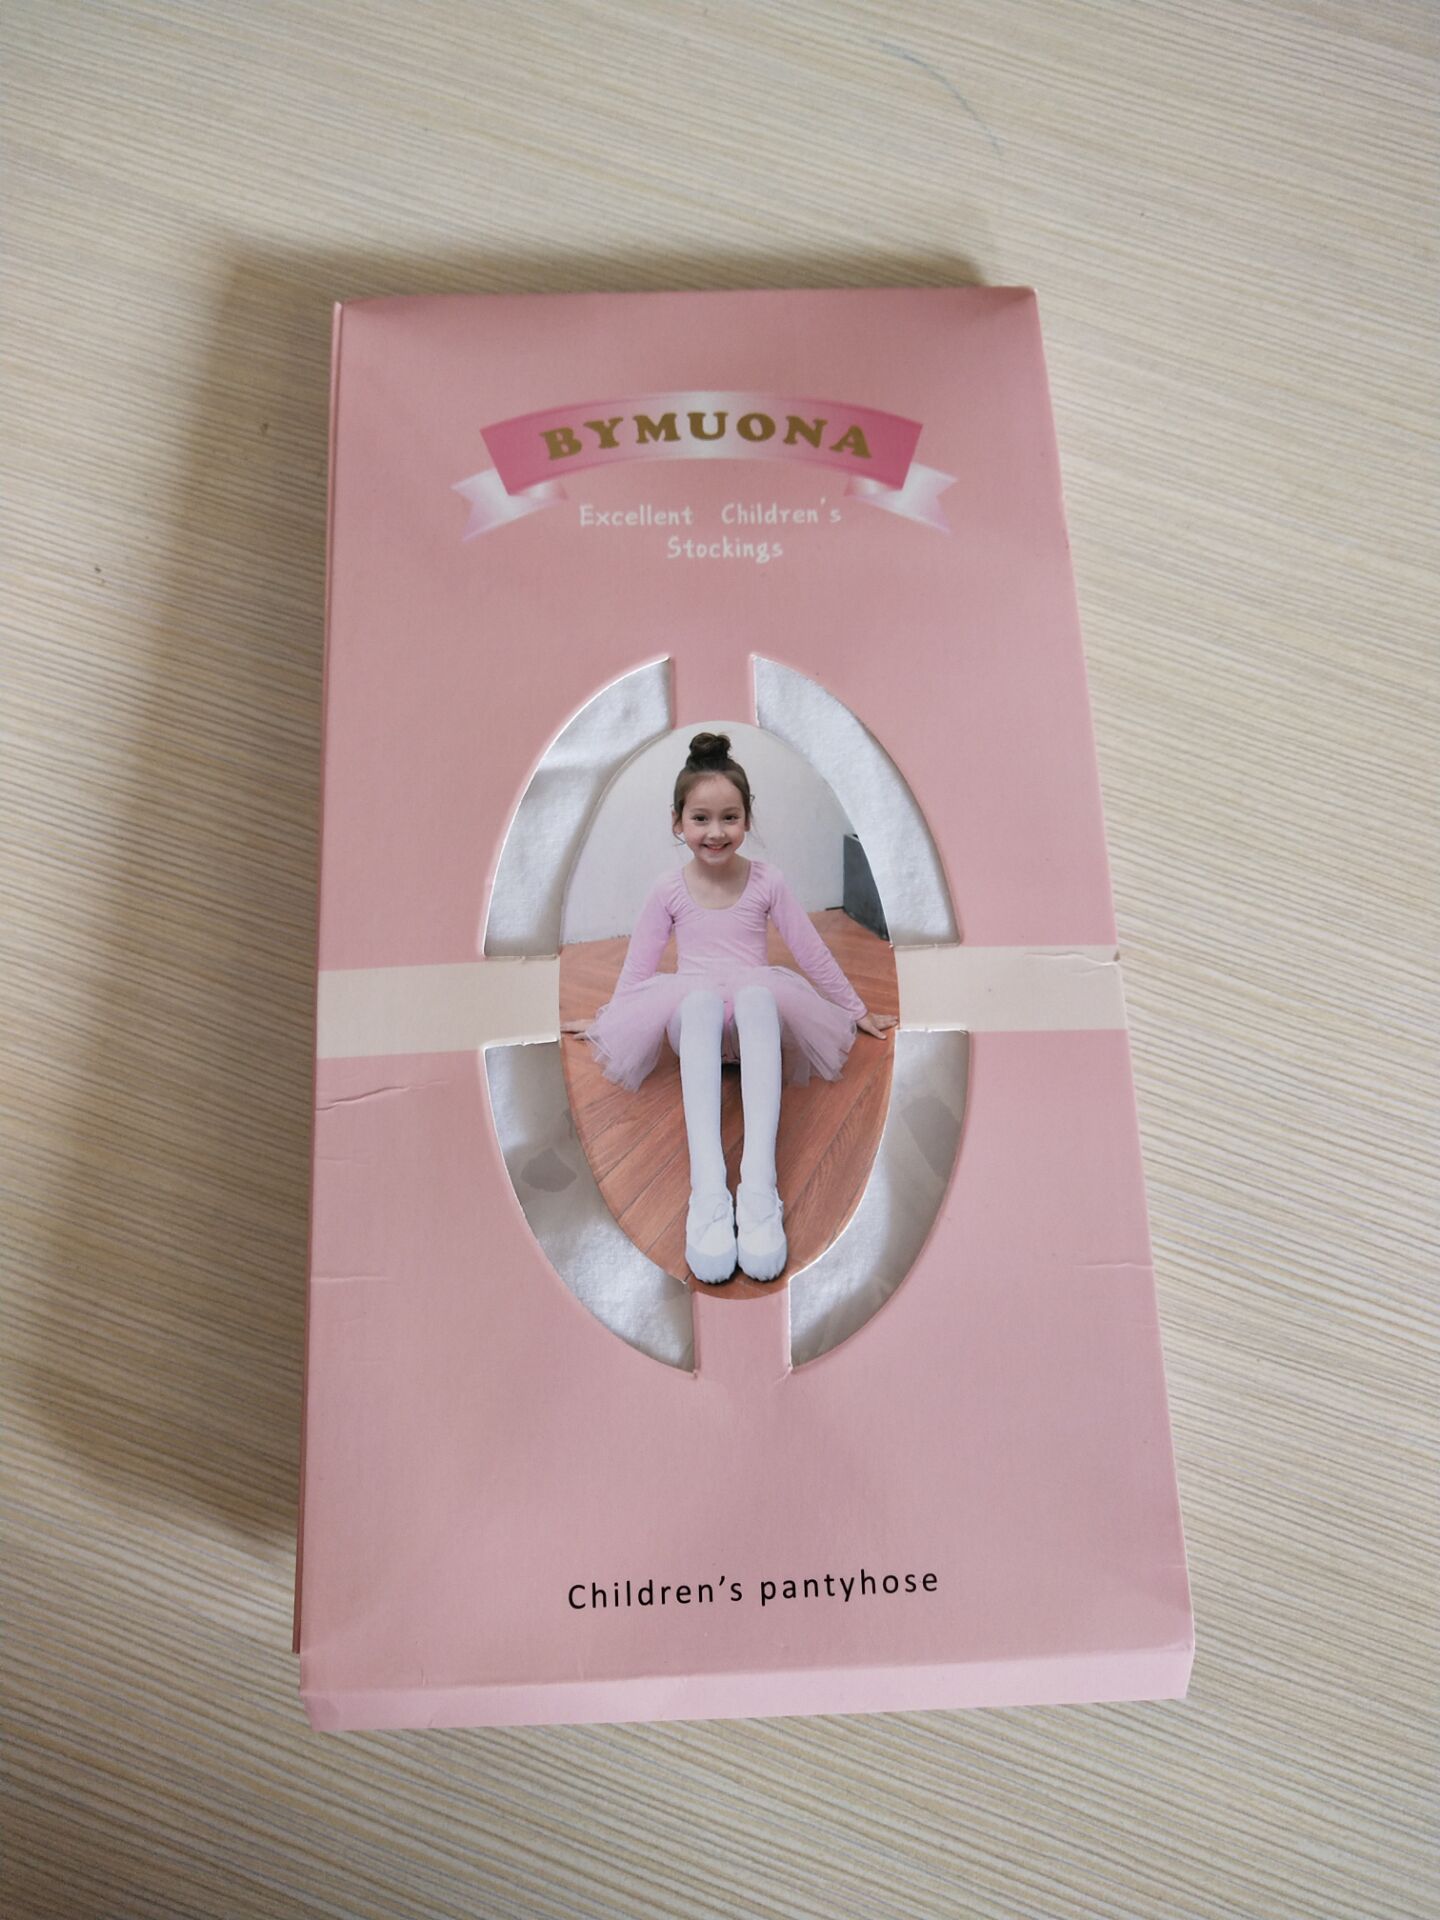 BYMUONA
Excellent Children's
Stockings
Children's pantyhose